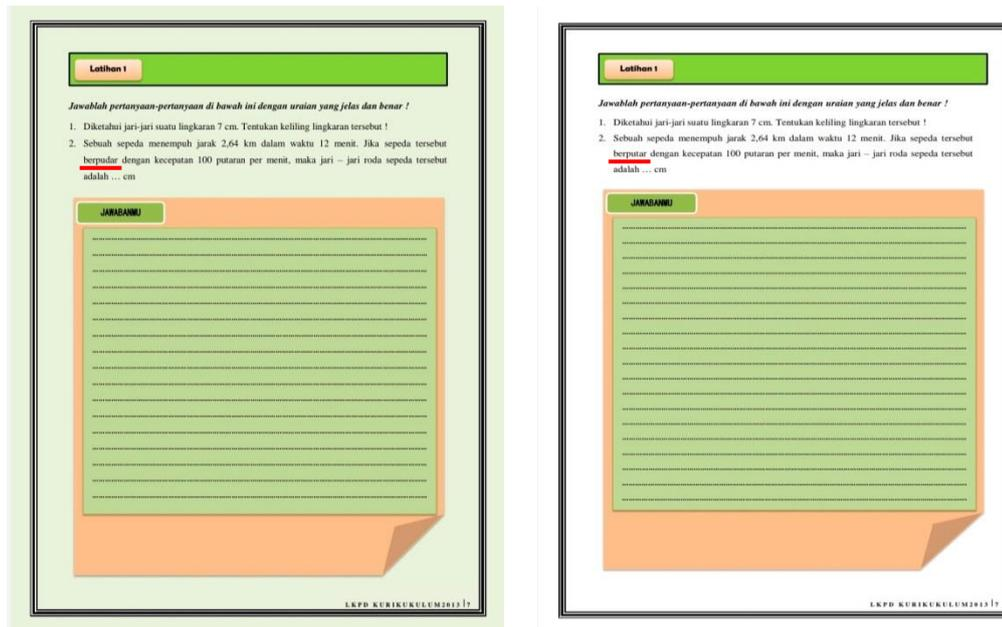 Latihan 1
Jawablah pertanyaan-pertanyaan di bawah ini dengan uraian yang jelas dan benar !
1. Diketahui jari-jari suatu lingkaran 7 cm. Tentukan keliling lingkaran tersebut !
2. Sebuah sepeda menempuh jarak 2,64 km dalam waktu 12 menit. Jika sepeda tersebut
berpudar dengan kecepatan 100 putaran per menit, maka jari – jari roda sepeda tersebut
adalah ... cm
JAWABANMU
LKPD KURIKUKULUM2013 | 7
Latihan 1
Jawablah pertanyaan-pertanyaan di bawah ini dengan uraian yang jelas dan benar !
1. Diketahui jari-jari suatu lingkaran 7 cm. Tentukan keliling lingkaran tersebut !
2. Sebuah sepeda menempuh jarak 2,64 km dalam waktu 12 menit. Jika sepeda tersebut
berputar dengan kecepatan 100 putaran per menit, maka jari – jari roda sepeda tersebut
adalah ... cm
JAWABANMU
LKPD KURIKUKULUM2013 | 7